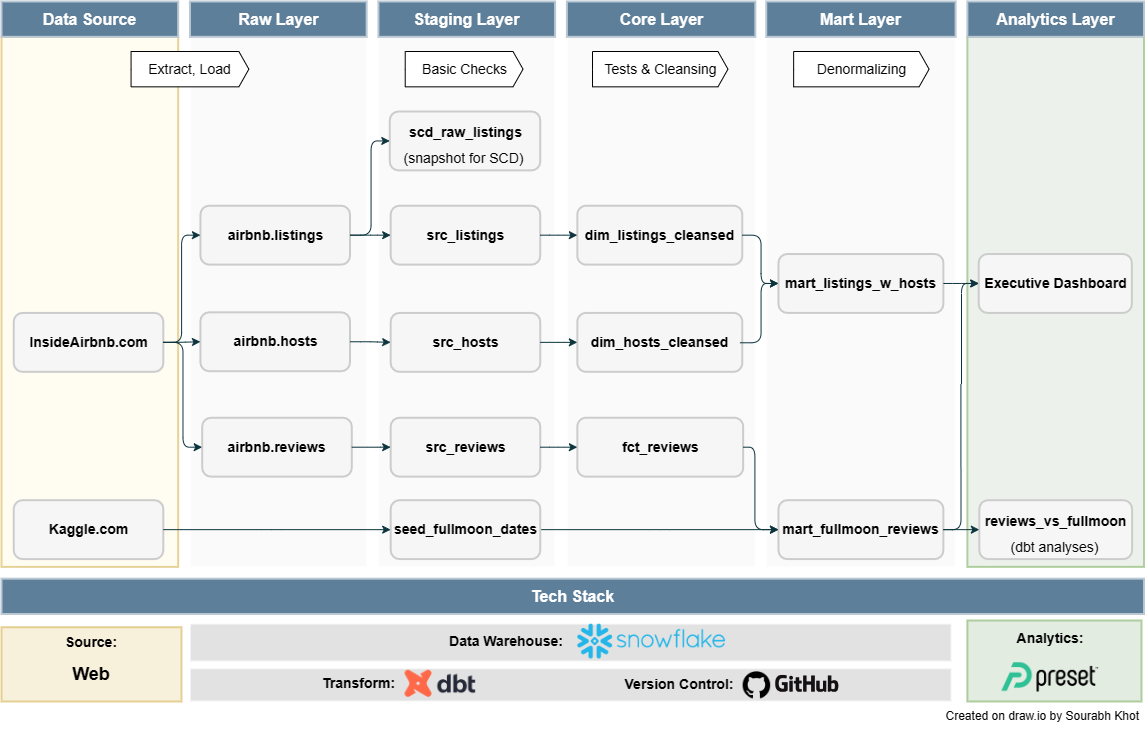 Data Source
Raw Layer
Staging Layer
Core Layer
Mart Layer
Analytics Layer
Extract, Load
Basic Checks
Tests & Cleansing
Denormalizing
scd_raw_listings
(snapshot for SCD)
airbnb.listings
src_listings
dim_listings_cleansed
mart_listings_w_hosts
Executive Dashboard
InsideAirbnb.com
airbnb.hosts
src_hosts
dim_hosts_cleansed
airbnb.reviews
src_reviews
fct_reviews
Kaggle.com
seed_fullmoon_dates
mart_fullmoon_reviews
reviews_vs_fullmoon
(dbt analyses)
Tech Stack
Source:
Web
Data Warehouse: snowflake
Transform: dbt
Version Control: GitHub
Analytics:
preset
Created on draw.io by Sourabh Khot